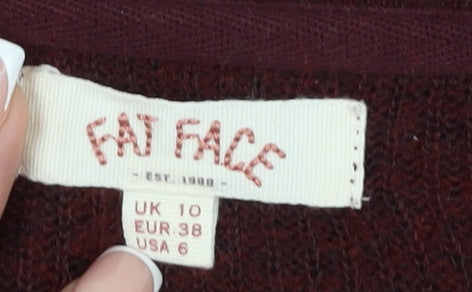 FAT FACE
- EST. 1988 -
UK 10
EUR 38
USA 6